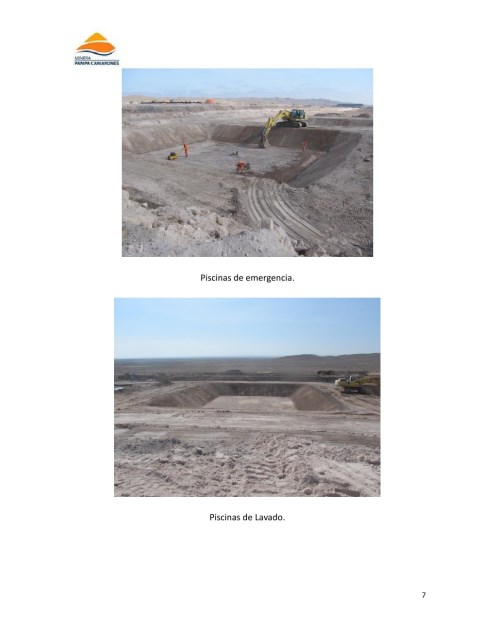 MINERA
PAMPA CAMARONES
Piscinas de emergencia.
Piscinas de Lavado.
7